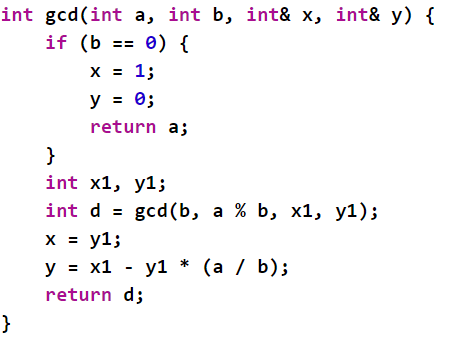 int gcd(int a, int b, int& x, int& y) {
    if (b == 0) {
        x = 1;
        y = 0;
        return a;
    }
    int x1, y1;
    int d = gcd(b, a % b, x1, y1);
    x = y1;
    y = x1 - y1 * (a / b);
    return d;
}